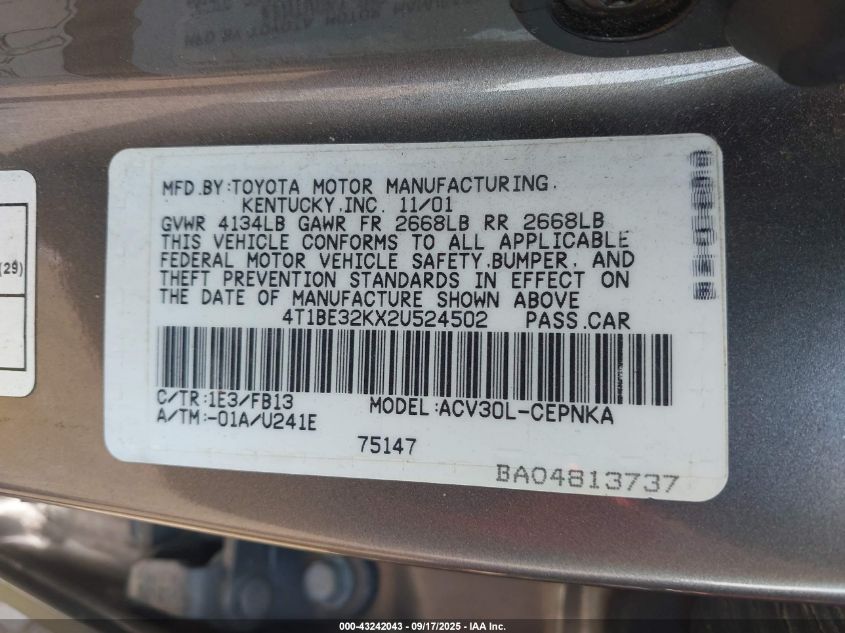 MFD.BY:TOYOTA MOTOR MANUFACTURING.
KENTUCKY,INC. 11/01
GVWR 4134LB GAWR FR 2668LB RR 2668LB
THIS VEHICLE CONFORMS TO ALL APPLICABLE
FEDERAL MOTOR VEHICLE SAFETY,BUMPER, AND
THEFT PREVENTION STANDARDS IN EFFECT ON
THE DATE OF MANUFACTURE SHOWN ABOVE
4T1BE32KX2U524502 PASS.CAR
C/TR:1E3/FB13 MODEL:ACV30L-CEPNKA
A/TM:-01A/U241E
75147
BA04813737
(29)
000-43242043 - 09/17/2025 - IAA Inc.